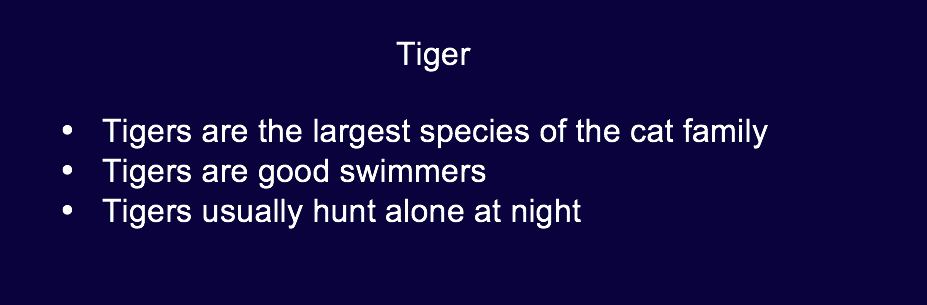 Tiger
• Tigers are the largest species of the cat family
• Tigers are good swimmers
• Tigers usually hunt alone at night